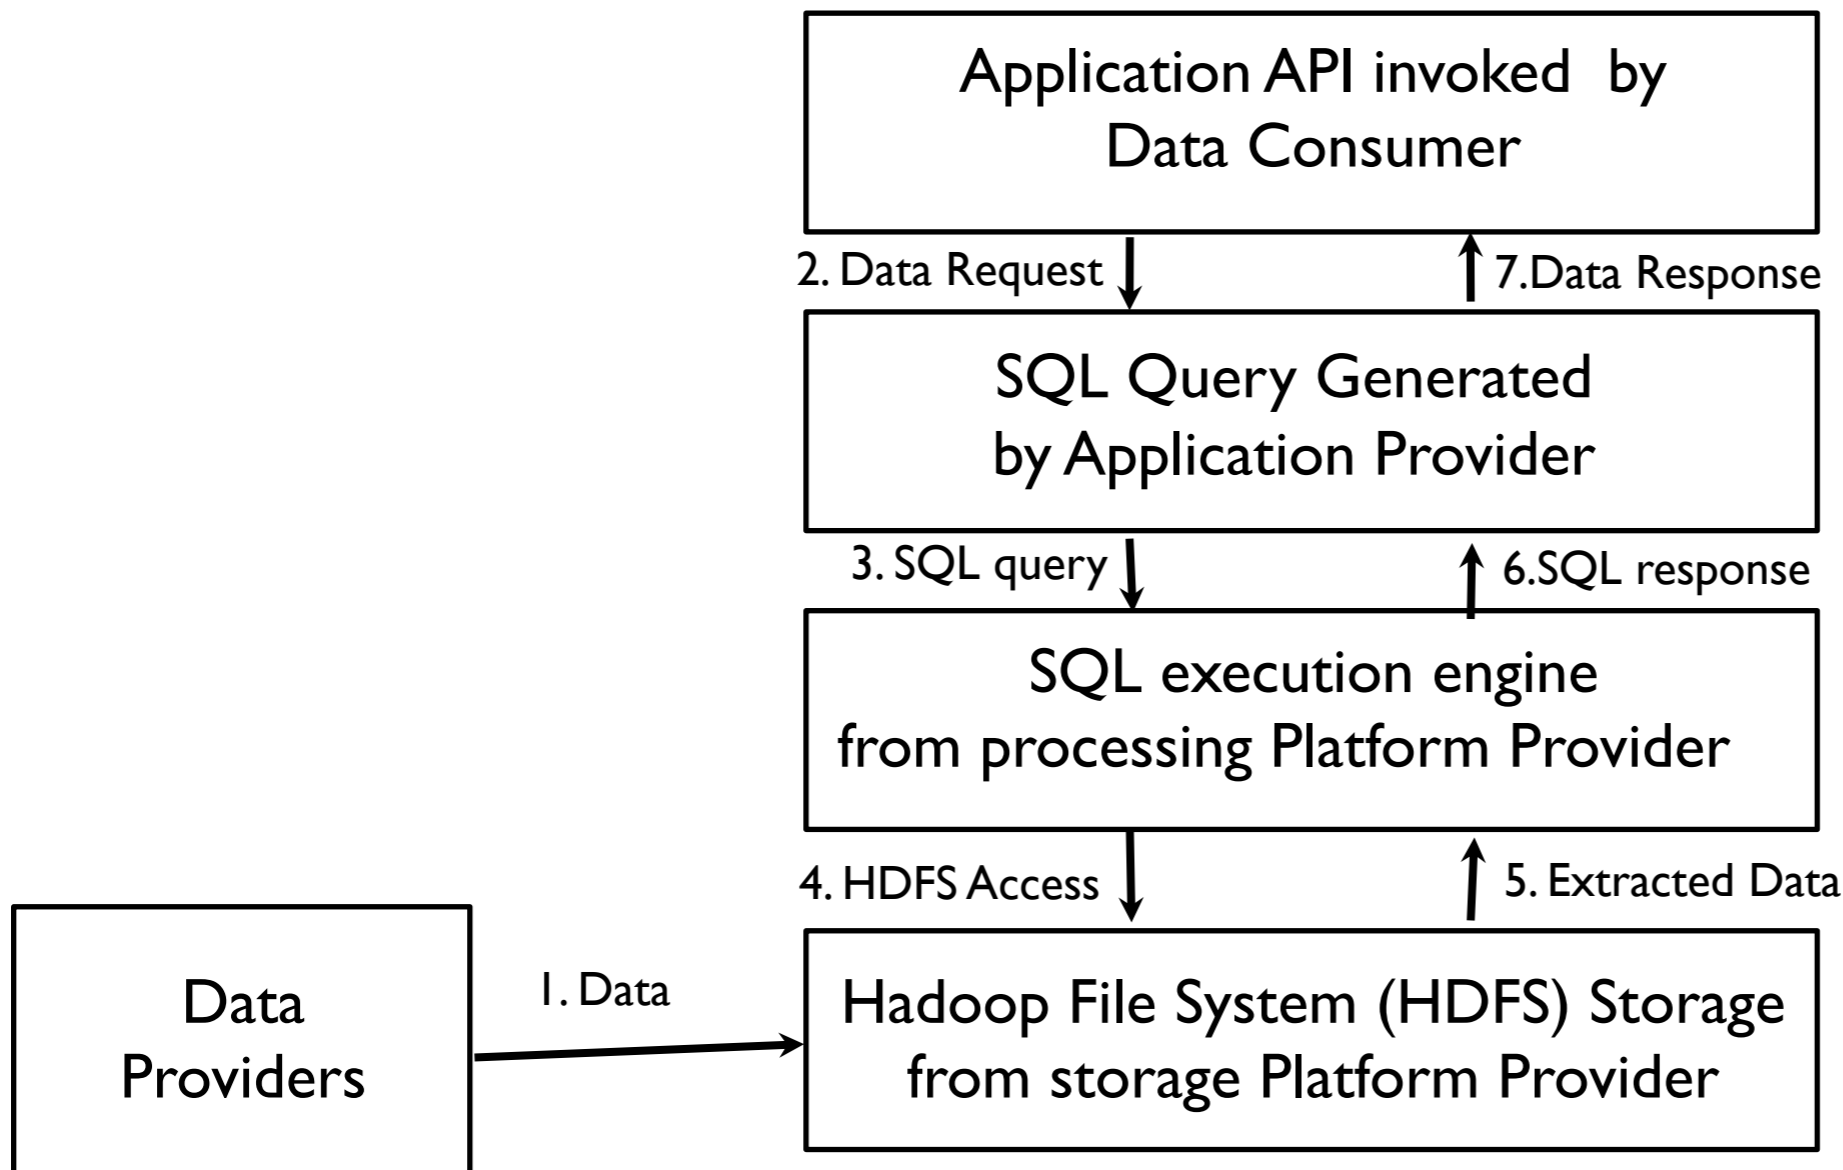 Application API invoked by
Data Consumer
2. Data Request
7.Data Response
SQL Query Generated
by Application Provider
3. SQL query
6.SQL response
SQL execution engine
from processing Platform Provider
4. HDFS Access
5. Extracted Data
Data
Providers
1. Data
Hadoop File System (HDFS) Storage
from storage Platform Provider